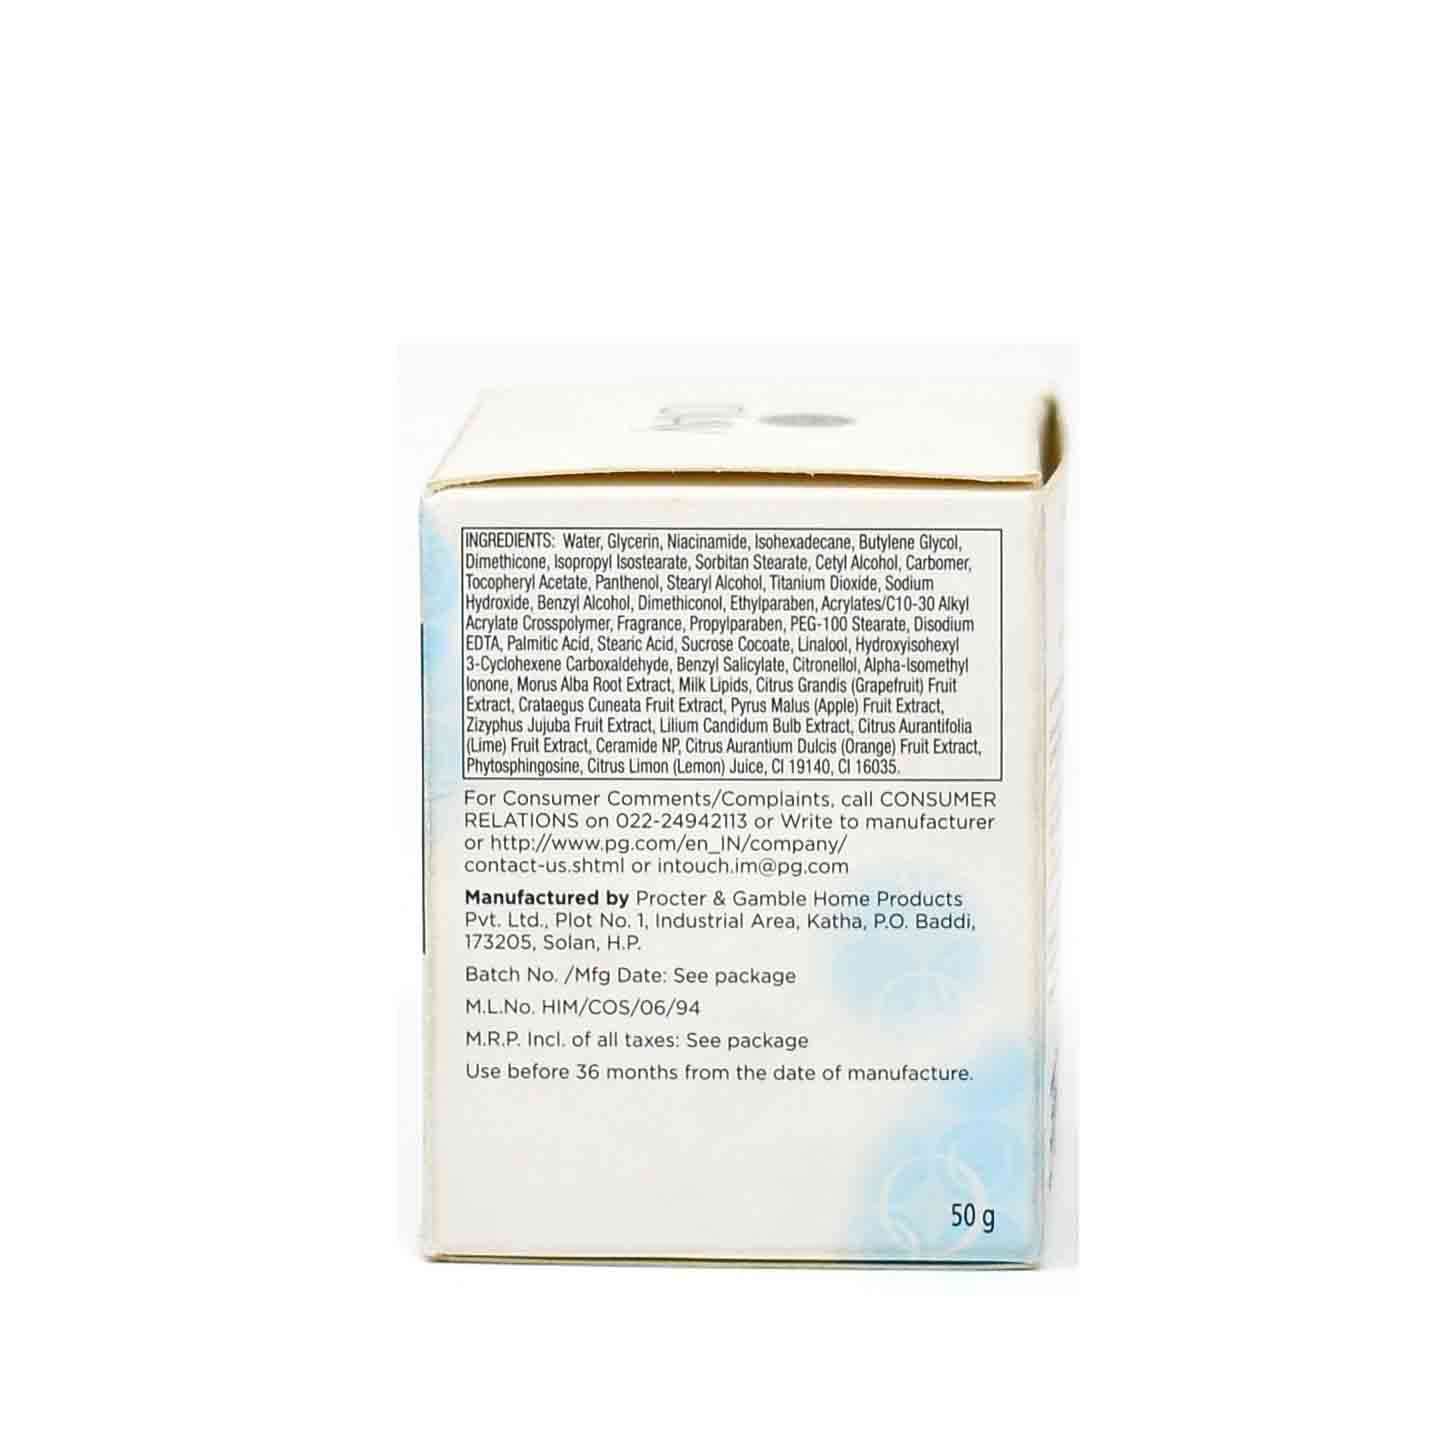 INGREDIENTS: Water, Glycerin, Niacinamide, Isohexadecane, Butylene Glycol,
Dimethicone, Isopropyl Isostearate, Sorbitan Stearate, Cetyl Alcohol, Carbomer,
Tocopheryl Acetate, Panthenol, Stearyl Alcohol, Titanium Dioxide, Sodium
Hydroxide, Benzyl Alcohol, Dimethiconol, Ethylparaben, Acrylates/C10-30 Alkyl
Acrylate Crosspolymer, Fragrance, Propylparaben, PEG-100 Stearate, Disodium
EDTA, Palmitic Acid, Stearic Acid, Sucrose Cocoate, Linalool, Hydroxyisohexyl
3-Cyclohexene Carboxaldehyde, Benzyl Salicylate, Citronellol, Alpha-Isomethyl
Ionone, Morus Alba Root Extract, Milk Lipids, Citrus Grandis (Grapefruit) Fruit
Extract, Crataegus Cuneata Fruit Extract, Pyrus Malus (Apple) Fruit Extract,
Zizyphus Jujuba Fruit Extract, Lilium Candidum Bulb Extract, Citrus Aurantifolia
(Lime) Fruit Extract, Ceramide NP, Citrus Aurantium Dulcis (Orange) Fruit Extract,
Phytosphingosine, Citrus Limon (Lemon) Juice, CI 19140, CI 16035.
For Consumer Comments/Complaints, call CONSUMER
RELATIONS on 022-24942113 or Write to manufacturer
or http://www.pg.com/en_IN/company/
contact-us.shtml or intouch.im@pg.com
Manufactured by Procter & Gamble Home Products
Pvt. Ltd., Plot No. 1, Industrial Area, Katha, P.O. Baddi,
173205, Solan, H.P.
Batch No. /Mfg Date: See package
M.L.No. HIM/COS/06/94
M.R.P. Incl. of all taxes: See package
Use before 36 months from the date of manufacture.
50 g